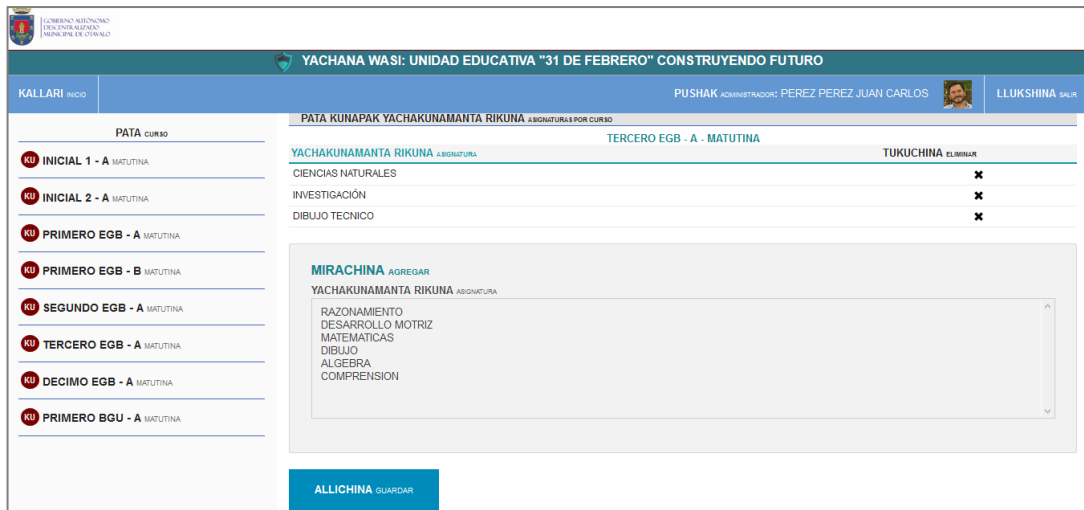 GOBIERNO AUTÓNOMO
DESCENTRALIZADO
MUNICIPAL DE OTAVALO
YACHANA WASI: UNIDAD EDUCATIVA "31 DE FEBRERO" CONSTRUYENDO FUTURO
KALLARI INICIO
PUSHAK ADMINISTRADOR: PEREZ PEREZ JUAN CARLOS
LLUKSHINA SALIR
PATA CURSO
KU INICIAL 1 - A MATUTINA
KU INICIAL 2 - A MATUTINA
KU PRIMERO EGB - A MATUTINA
KU PRIMERO EGB - B MATUTINA
KU SEGUNDO EGB - A MATUTINA
KU TERCERO EGB - A MATUTINA
KU DECIMO EGB - A MATUTINA
KU PRIMERO BGU - A MATUTINA
PATA KUNAPAK YACHAKUNAMANTA RIKUNA ASIGNATURAS POR CURSO
TERCERO EGB - A - MATUTINA
YACHAKUNAMANTA RIKUNA ASIGNATURA
TUKUCHINA ELIMINAR
CIENCIAS NATURALES
INVESTIGACIÓN
DIBUJO TECNICO
MIRACHINA AGREGAR
YACHAKUNAMANTA RIKUNA ASIGNATURA
RAZONAMIENTO
DESARROLLO MOTRIZ
MATEMATICAS
DIBUJO
ALGEBRA
COMPRENSION
ALLICHINA GUARDAR